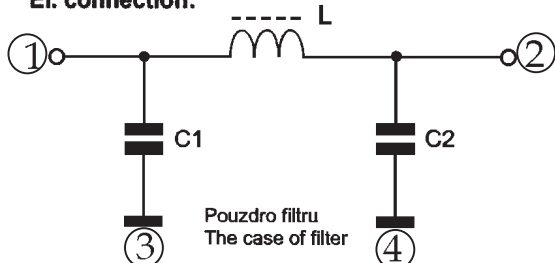 El. connection:
L
1
2
C1
C2
Pouzdro filtru
The case of filter
3
4